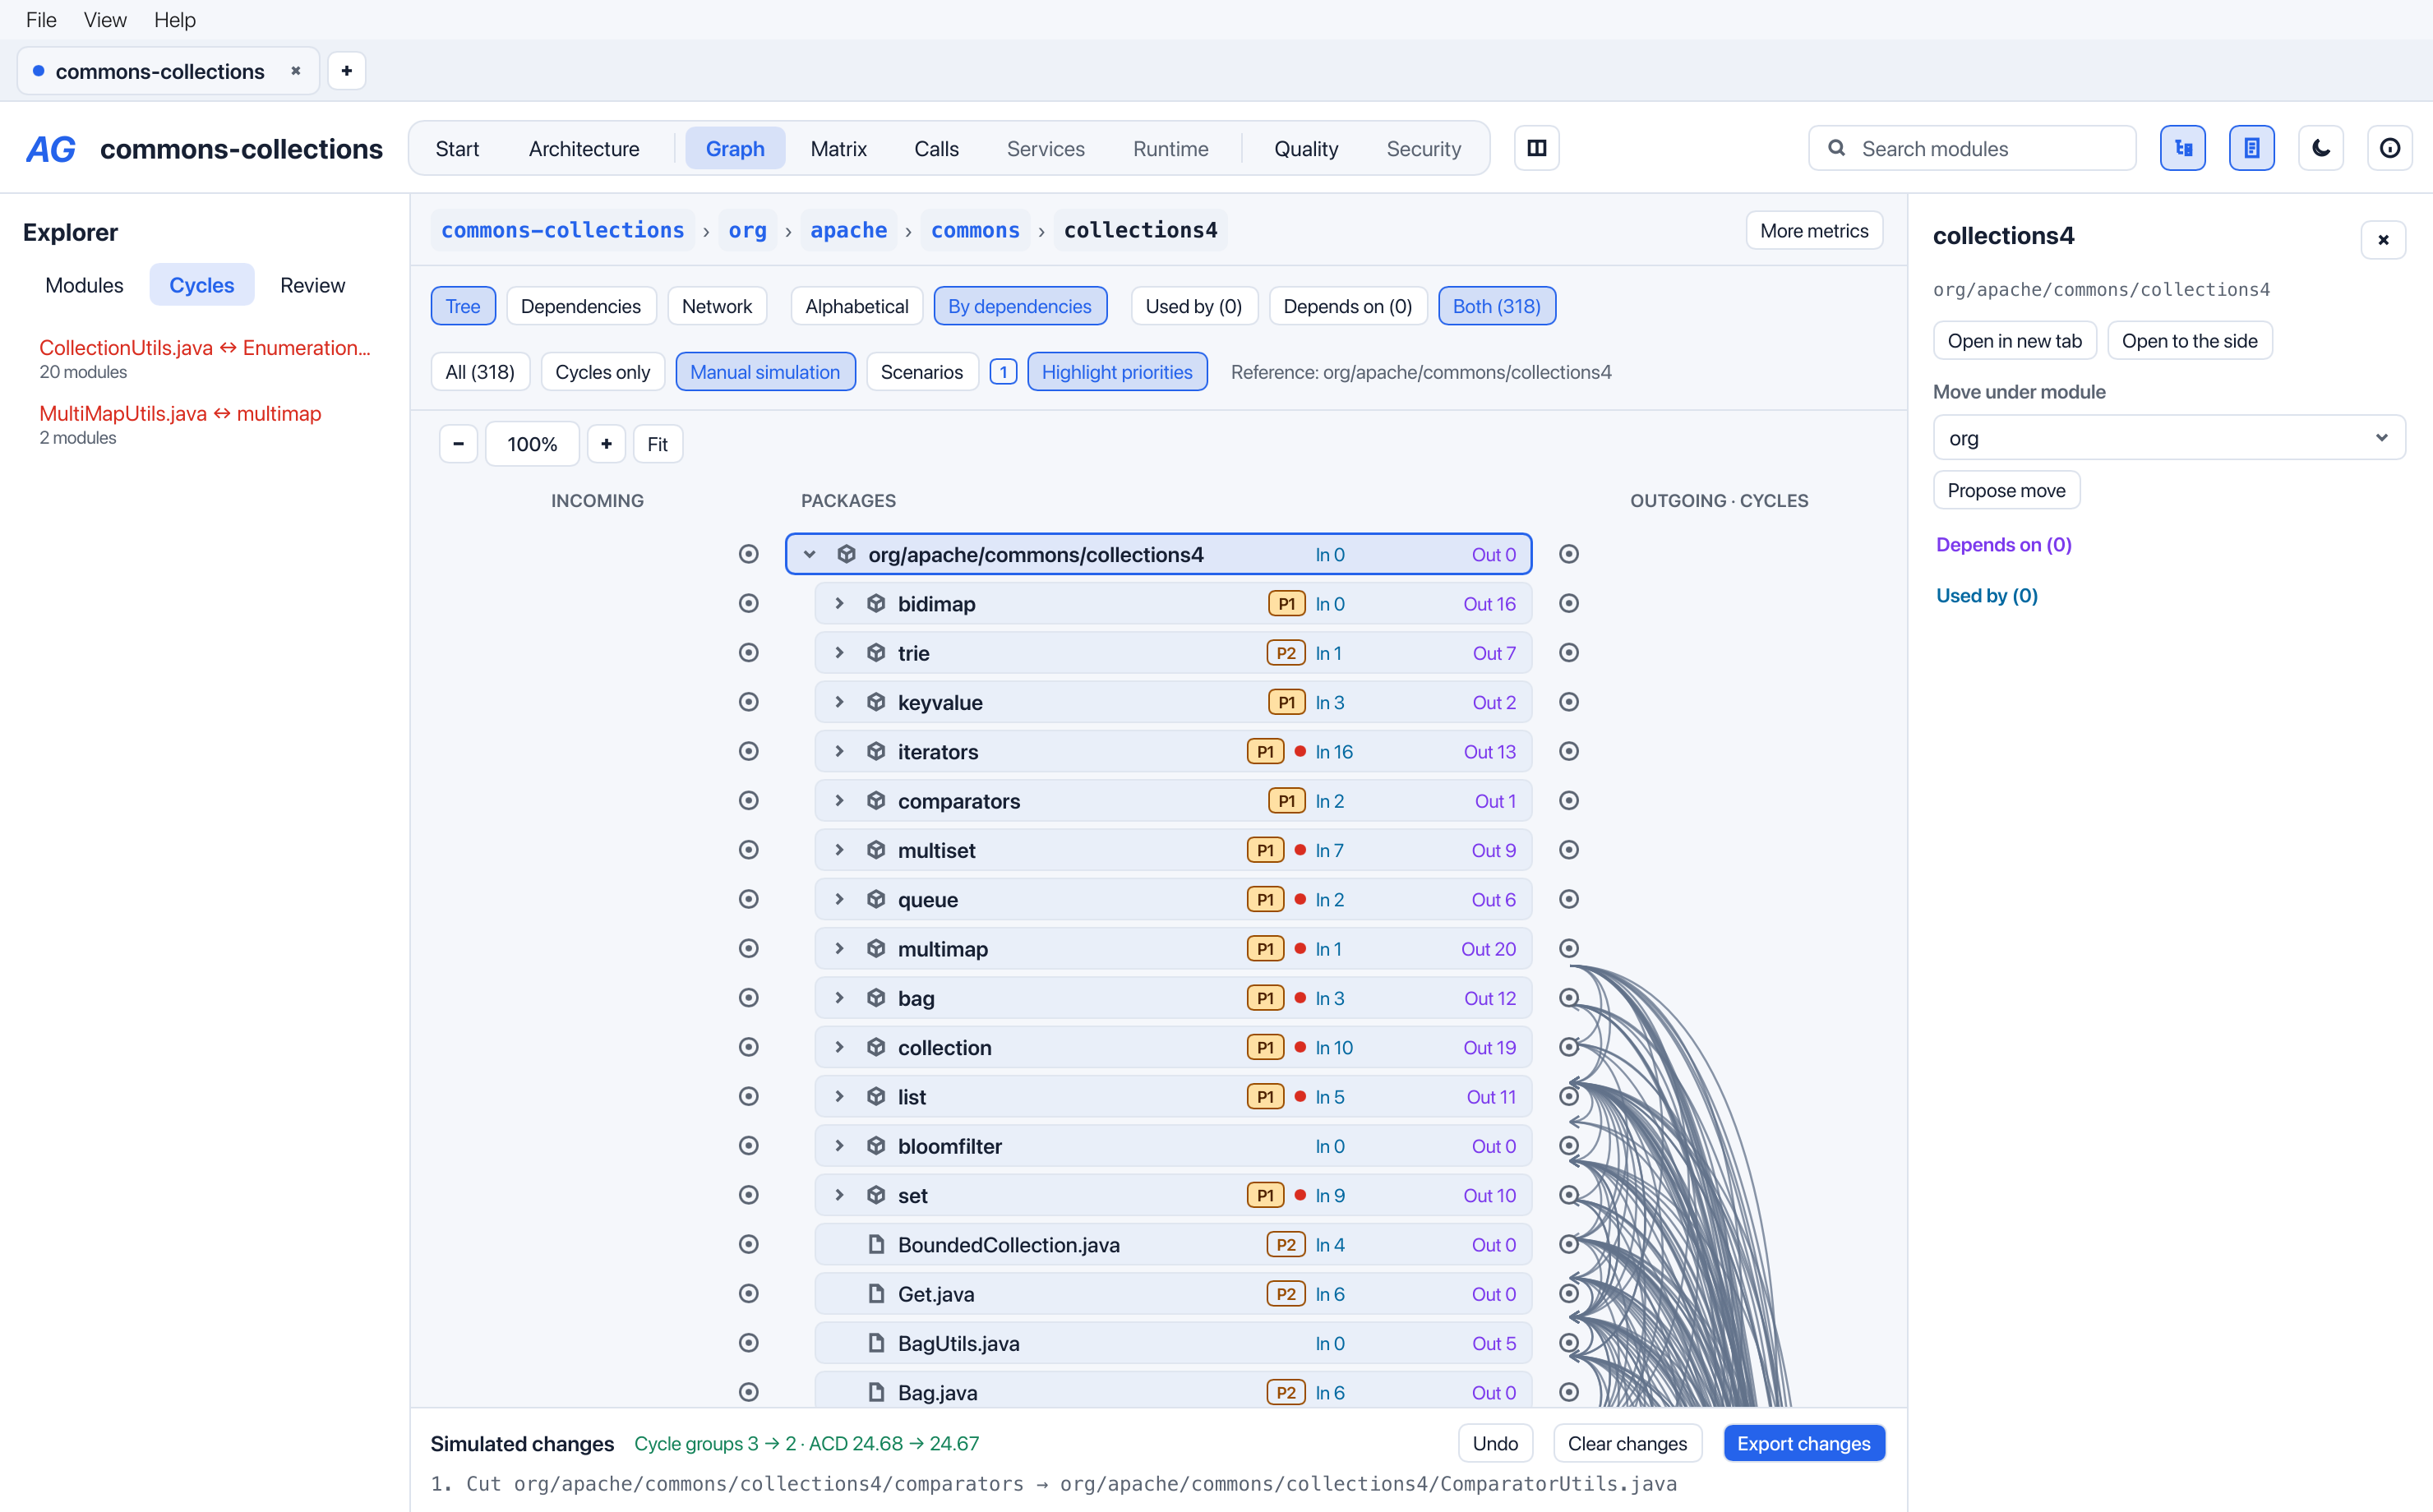 File View Help
commons-collections
AG commons-collections Start Architecture Graph Matrix Calls Services Runtime Quality Security Search modules
Explorer
Modules Cycles Review
CollectionUtils.java ↔ Enumeration...
20 modules
MultiMapUtils.java ↔ multimap
2 modules
commons-collections › org › apache › commons › collections4 More metrics
Tree Dependencies Network Alphabetical By dependencies Used by (0) Depends on (0) Both (318)
All (318) Cycles only Manual simulation Scenarios 1 Highlight priorities Reference: org/apache/commons/collections4
− 100% + Fit
INCOMING PACKAGES OUTGOING · CYCLES
org/apache/commons/collections4 In 0 Out 0
bidimap P1 In 0 Out 16
trie P2 In 1 Out 7
keyvalue P1 In 3 Out 2
iterators P1 In 16 Out 13
comparators P1 In 2 Out 1
multiset P1 In 7 Out 9
queue P1 In 2 Out 6
multimap P1 In 1 Out 20
bag P1 In 3 Out 12
collection P1 In 10 Out 19
list P1 In 5 Out 11
bloomfilter In 0 Out 0
set P1 In 9 Out 10
BoundedCollection.java P2 In 4 Out 0
Get.java P2 In 6 Out 0
BagUtils.java In 0 Out 5
Bag.java P2 In 6 Out 0
Simulated changes Cycle groups 3 → 2 · ACD 24.68 → 24.67 Undo Clear changes Export changes
1. Cut org/apache/commons/collections4/comparators → org/apache/commons/collections4/ComparatorUtils.java
collections4
org/apache/commons/collections4
Open in new tab Open to the side
Move under module
org
Propose move
Depends on (0)
Used by (0)